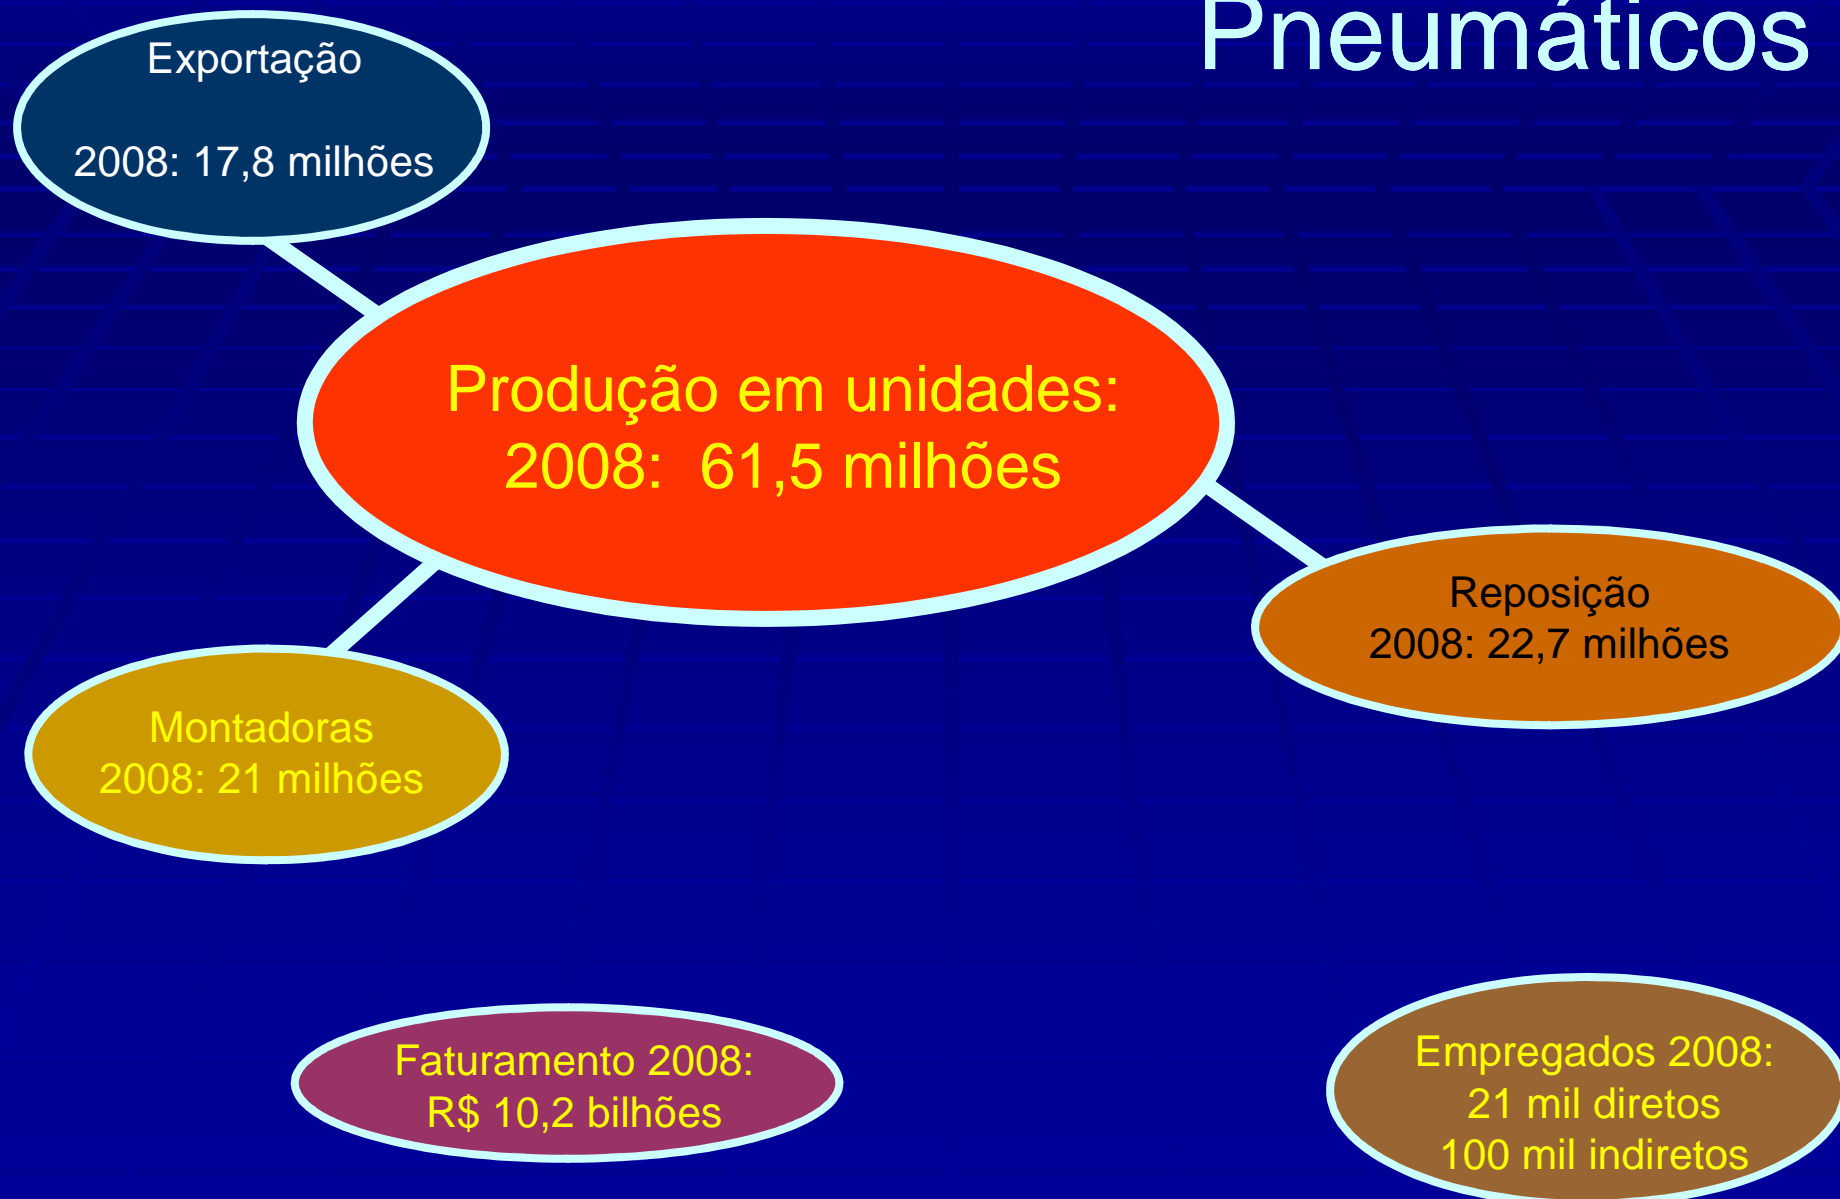 Pneumáticos
Exportação
2008: 17,8 milhões
Produção em unidades:
2008: 61,5 milhões
Reposição
2008: 22,7 milhões
Montadoras
2008: 21 milhões
Faturamento 2008:
R$ 10,2 bilhões
Empregados 2008:
21 mil diretos
100 mil indiretos